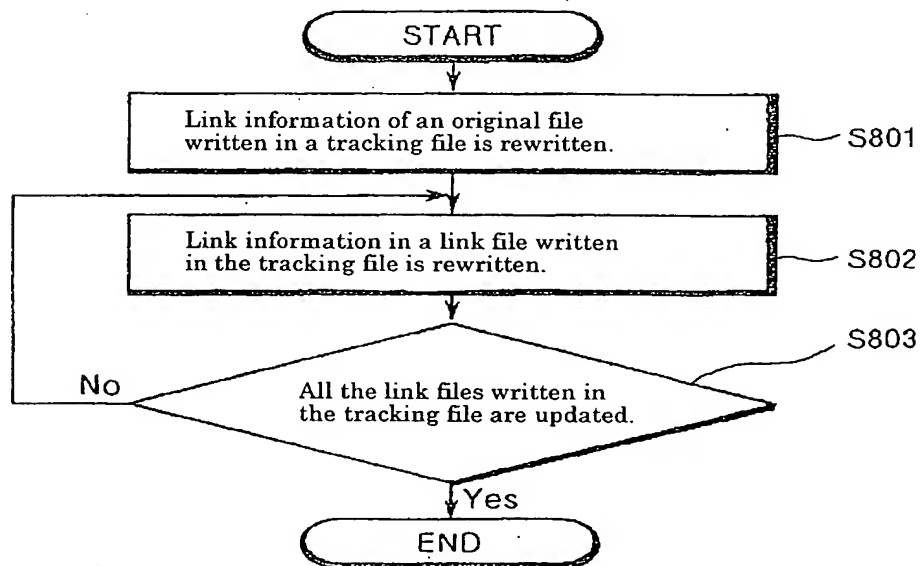 START
Link information of an original file
written in a tracking file is rewritten.
S801
Link information in a link file written
in the tracking file is rewritten.
S802
S803
No
All the link files written in
the tracking file are updated.
Yes
END